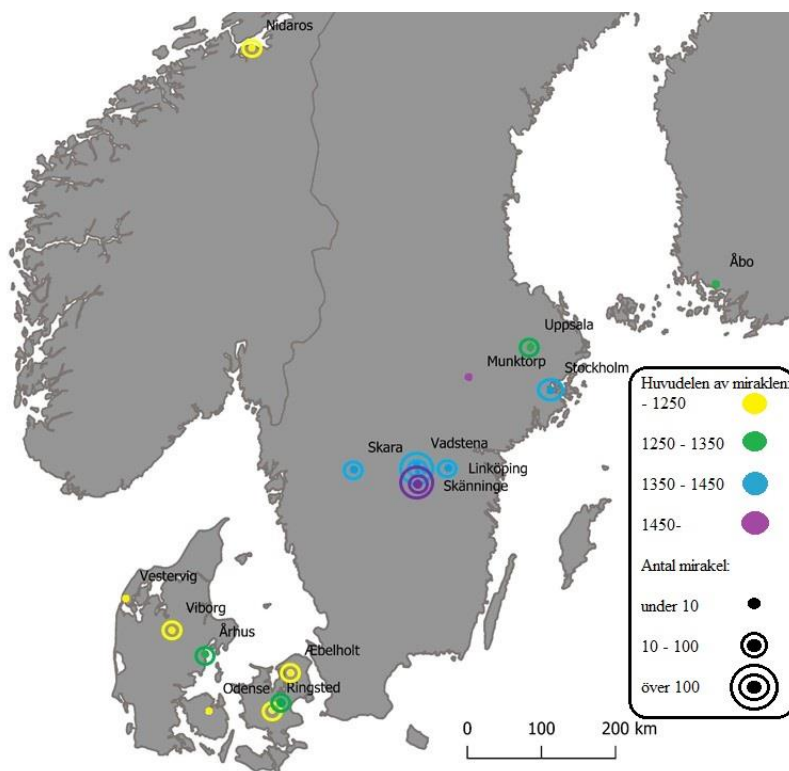 Nidaros
Åbo
Uppsala
Munktorp
Stockholm
Skara
Vadstena
Linköping
Skänninge
Vestervig
Viborg
Århus
Æbelholt
Odense
Ringsted
Huvudelen av miraklen:
- 1250
1250 - 1350
1350 - 1450
1450-
Antal mirakel:
under 10
10 - 100
över 100
0 100 200 km